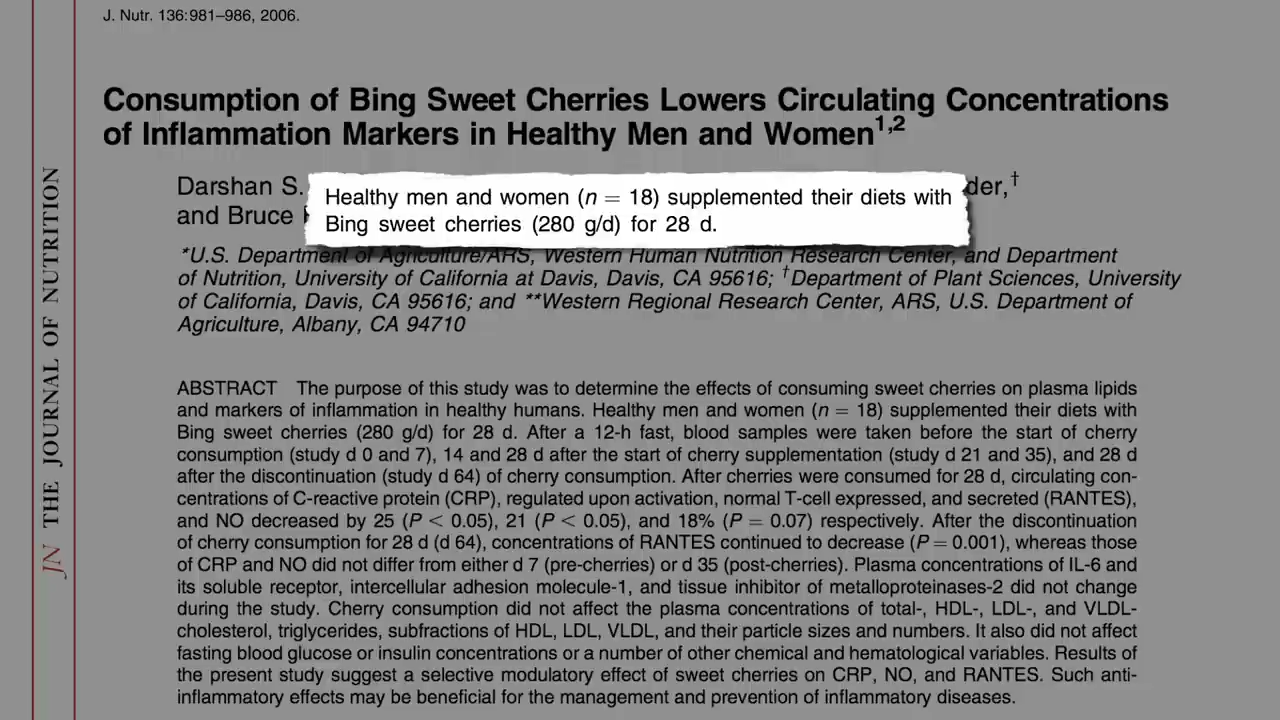 J. Nutr. 136:981–986, 2006.
Consumption of Bing Sweet Cherries Lowers Circulating Concentrations
of Inflammation Markers in Healthy Men and Women1,2
Darshan S.
and Bruce
Healthy men and women (n = 18) supplemented their diets with
Bing sweet cherries (280 g/d) for 28 d.
*U.S. Department of Agriculture/ARS, Western Human Nutrition Research Center, and Department
of Nutrition, University of California at Davis, Davis, CA 95616; †Department of Plant Sciences, University
of California, Davis, CA 95616; and **Western Regional Research Center, ARS, U.S. Department of
Agriculture, Albany, CA 94710
JN THE JOURNAL OF NUTRITION
ABSTRACT The purpose of this study was to determine the effects of consuming sweet cherries on plasma lipids
and markers of inflammation in healthy humans. Healthy men and women (n = 18) supplemented their diets with
Bing sweet cherries (280 g/d) for 28 d. After a 12-h fast, blood samples were taken before the start of cherry
consumption (study d 0 and 7), 14 and 28 d after the start of cherry supplementation (study d 21 and 35), and 28 d
after the discontinuation (study d 64) of cherry consumption. After cherries were consumed for 28 d, circulating con-
centrations of C-reactive protein (CRP), regulated upon activation, normal T-cell expressed, and secreted (RANTES),
and NO decreased by 25 (P < 0.05), 21 (P < 0.05), and 18% (P = 0.07) respectively. After the discontinuation
of cherry consumption for 28 d (d 64), concentrations of RANTES continued to decrease (P = 0.001), whereas those
of CRP and NO did not differ from either d 7 (pre-cherries) or d 35 (post-cherries). Plasma concentrations of IL-6 and
its soluble receptor, intercellular adhesion molecule-1, and tissue inhibitor of metalloproteinases-2 did not change
during the study. Cherry consumption did not affect the plasma concentrations of total-, HDL-, LDL-, and VLDL-
cholesterol, triglycerides, subfractions of HDL, LDL, VLDL, and their particle sizes and numbers. It also did not affect
fasting blood glucose or insulin concentrations or a number of other chemical and hematological variables. Results of
the present study suggest a selective modulatory effect of sweet cherries on CRP, NO, and RANTES. Such anti-
inflammatory effects may be beneficial for the management and prevention of inflammatory diseases.